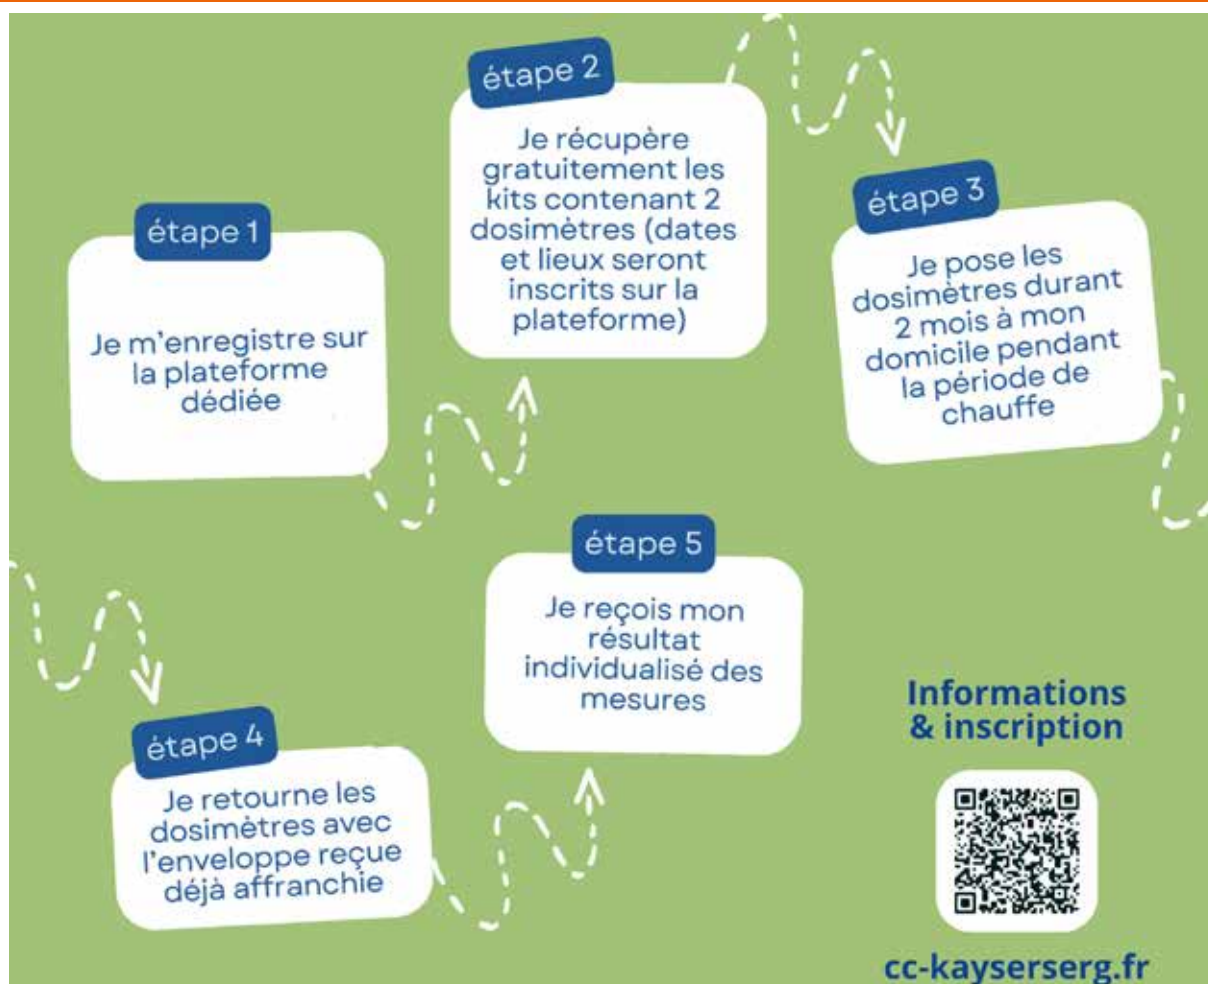 étape 1
Je m'enregistre sur
la plateforme
dédiée
étape 2
Je récupère
gratuitement les
kits contenant 2
dosimètres (dates
et lieux seront
inscrits sur la
plateforme)
étape 3
Je pose les
dosimètres durant
2 mois à mon
domicile pendant
la période de
chauffe
étape 4
Je retourne les
dosimètres avec
l'enveloppe reçue
déjà affranchie
étape 5
Je reçois mon
résultat
individualisé des
mesures
Informations
& inscription
cc-kayserserg.fr